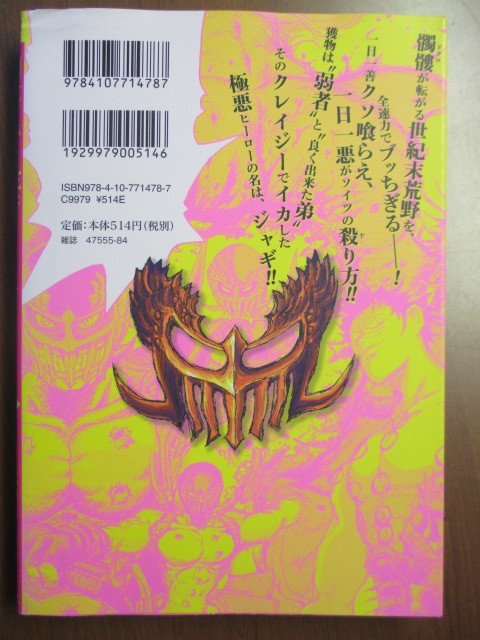 9784107714787
1929979005146
ISBN978-4-10-771478-7
C9979 ¥514E
定価:本体514円(税別)
雑誌 47555-84
髑髏が転がる世紀末荒野を、
全速力でブッちぎる――!
一日一善クソ喰らえ、
一日一悪がソイツの殺り方!!
獲物は“弱者”と“良く出来た弟”
そのクレイジーでイカした
極悪ヒーローの名は、ジャギ!!